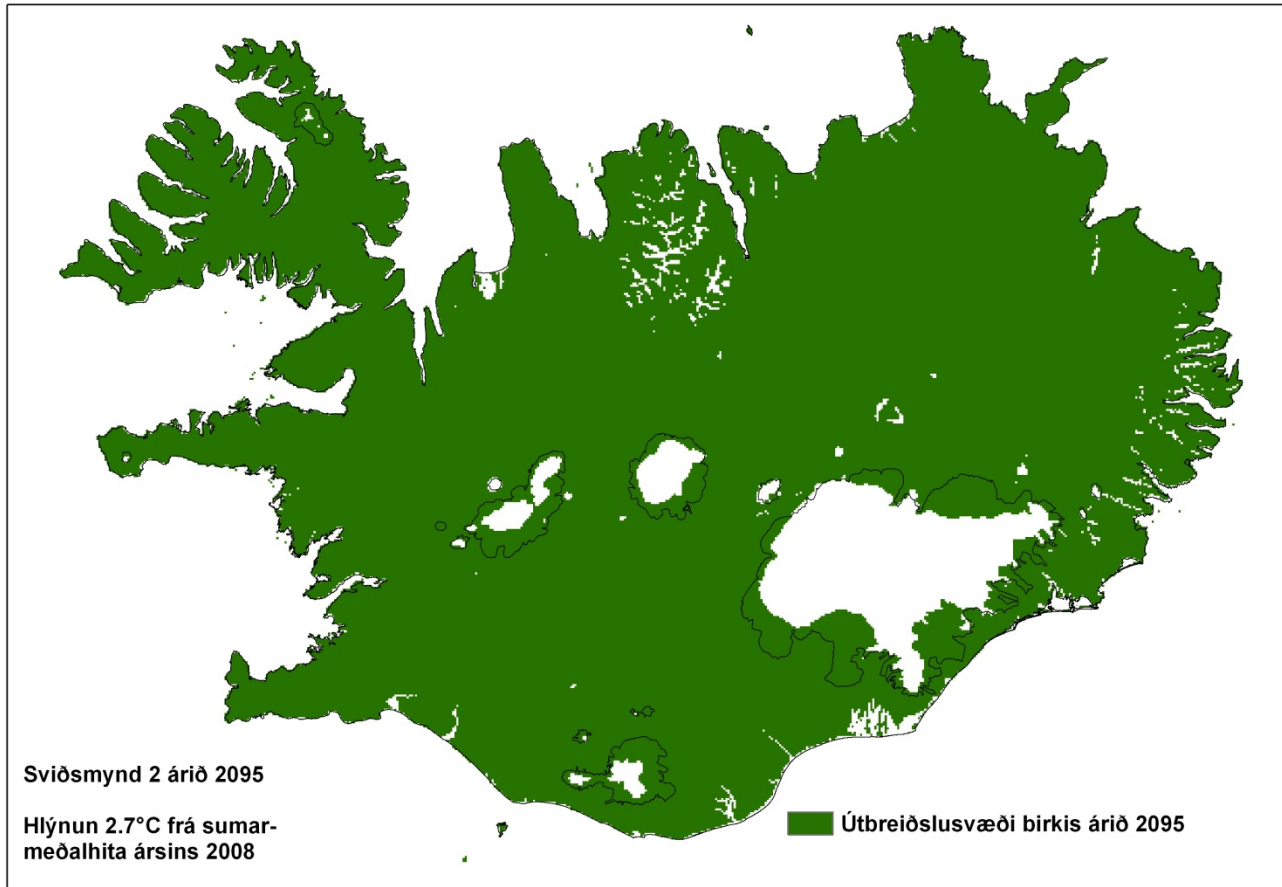 Sviðsmynd 2 árið 2095
Hlýnun 2.7°C frá sumar-
meðalhita ársins 2008
Útbreiðslusvæði birkis árið 2095